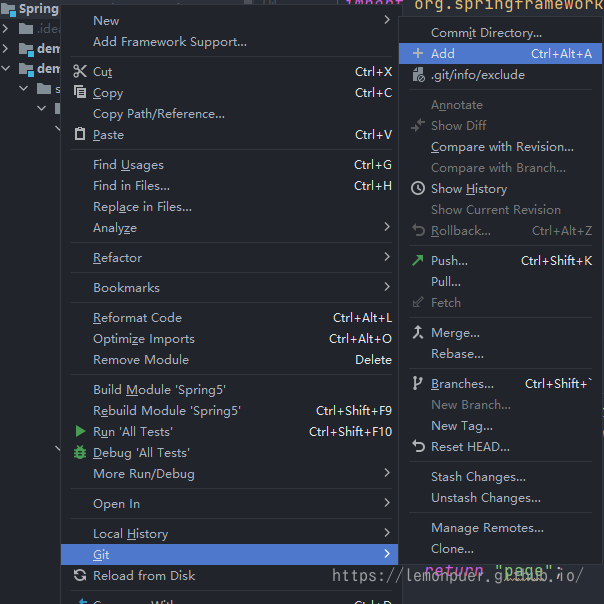 Spring
.idea
dem
dem
s
import org.springframework
New
Add Framework Support...
Cut Ctrl+X
Copy Ctrl+C
Copy Path/Reference...
Paste Ctrl+V
Find Usages Ctrl+G
Find in Files... Ctrl+H
Replace in Files...
Analyze
Refactor
Bookmarks
Reformat Code Ctrl+Alt+L
Optimize Imports Ctrl+Alt+O
Remove Module Delete
Build Module 'Spring5'
Rebuild Module 'Spring5' Ctrl+Shift+F9
Run 'All Tests' Ctrl+Shift+F10
Debug 'All Tests'
More Run/Debug
Open In
Local History
Git
Reload from Disk
Commit Directory...
Add Ctrl+Alt+A
.git/info/exclude
Annotate
Show Diff
Compare with Revision...
Compare with Branch...
Show History
Show Current Revision
Rollback... Ctrl+Alt+Z
Push... Ctrl+Shift+K
Pull...
Fetch
Merge...
Rebase...
Branches... Ctrl+Shift+`
New Branch...
New Tag...
Reset HEAD...
Stash Changes...
Unstash Changes...
Manage Remotes...
Clone...
return "page";
https://lemonpuer.github.io/